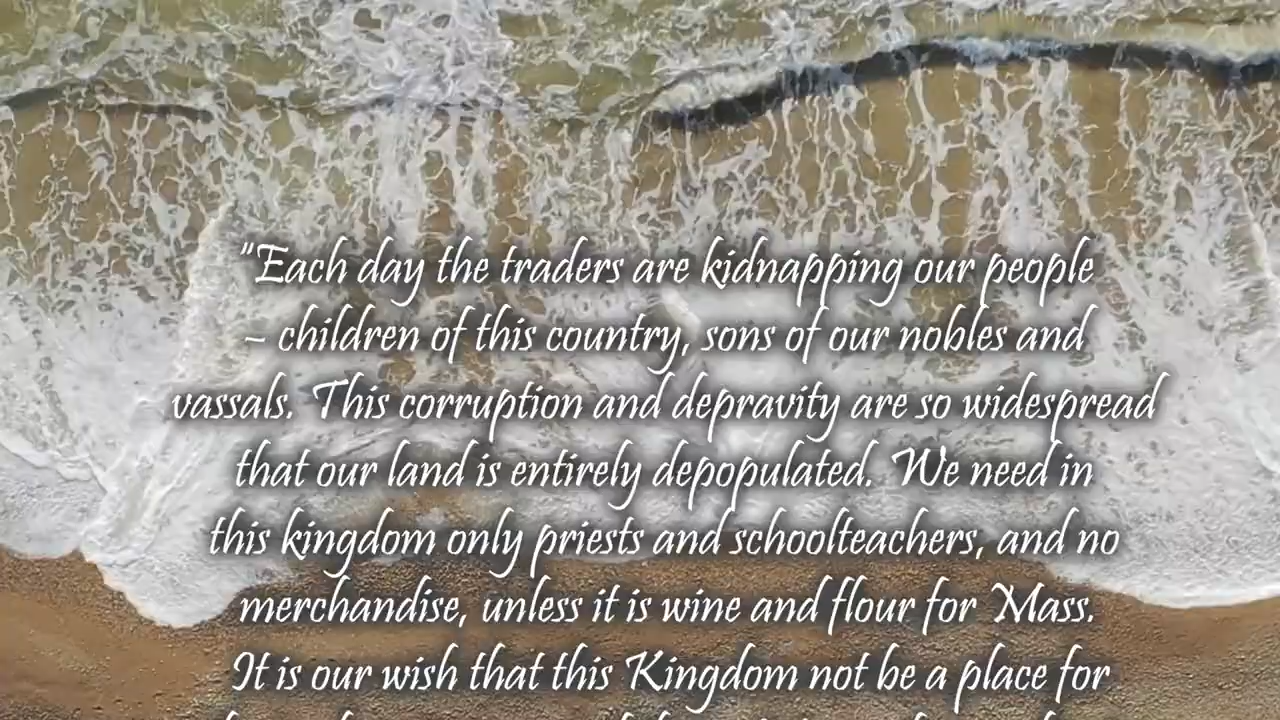 "Each day the traders are kidnapping our people
– children of this country, sons of our nobles and
vassals. This corruption and depravity are so widespread
that our land is entirely depopulated. We need in
this kingdom only priests and schoolteachers, and no
merchandise, unless it is wine and flour for Mass.
It is our wish that this Kingdom not be a place for